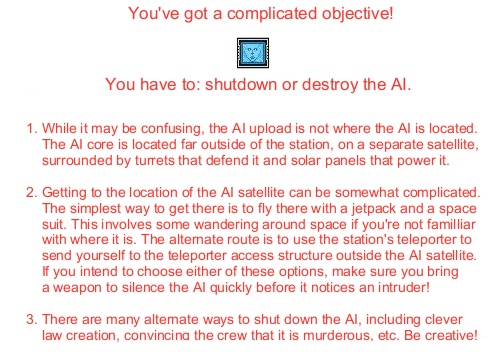 You've got a complicated objective!
You have to: shutdown or destroy the AI.
1. While it may be confusing, the AI upload is not where the AI is located.
The AI core is located far outside of the station, on a separate satellite,
surrounded by turrets that defend it and solar panels that power it.
2. Getting to the location of the AI satellite can be somewhat complicated.
The simplest way to get there is to fly there with a jetpack and a space
suit. This involves some wandering around space if you're not familliar
with where it is. The alternate route is to use the station's teleporter to
send yourself to the teleporter access structure outside the AI satellite.
If you intend to choose either of these options, make sure you bring
a weapon to silence the AI quickly before it notices an intruder!
3. There are many alternate ways to shut down the AI, including clever
law creation, convincing the crew that it is murderous, etc. Be creative!